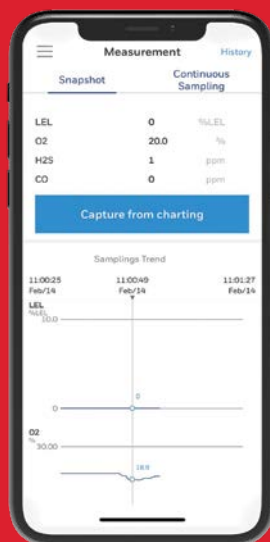 Measurement
History
Snapshot
Continuous
Sampling
LEL 0 %LEL
O2 20.0 %
H2S 1 ppm
CO 0 ppm
Capture from charting
Samplings Trend
11:00:25 11:00:49 11:01:27
Feb/14 Feb/14 Feb/14
LEL
%LEL
10.0
0
0
O2
%
30.00
18.8